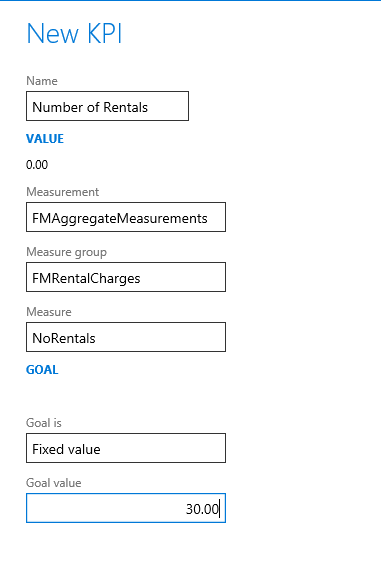 New KPI
Name
Number of Rentals
VALUE
0.00
Measurement
FMAggregateMeasurements
Measure group
FMRentalCharges
Measure
NoRentals
GOAL
Goal is
Fixed value
Goal value
30.00